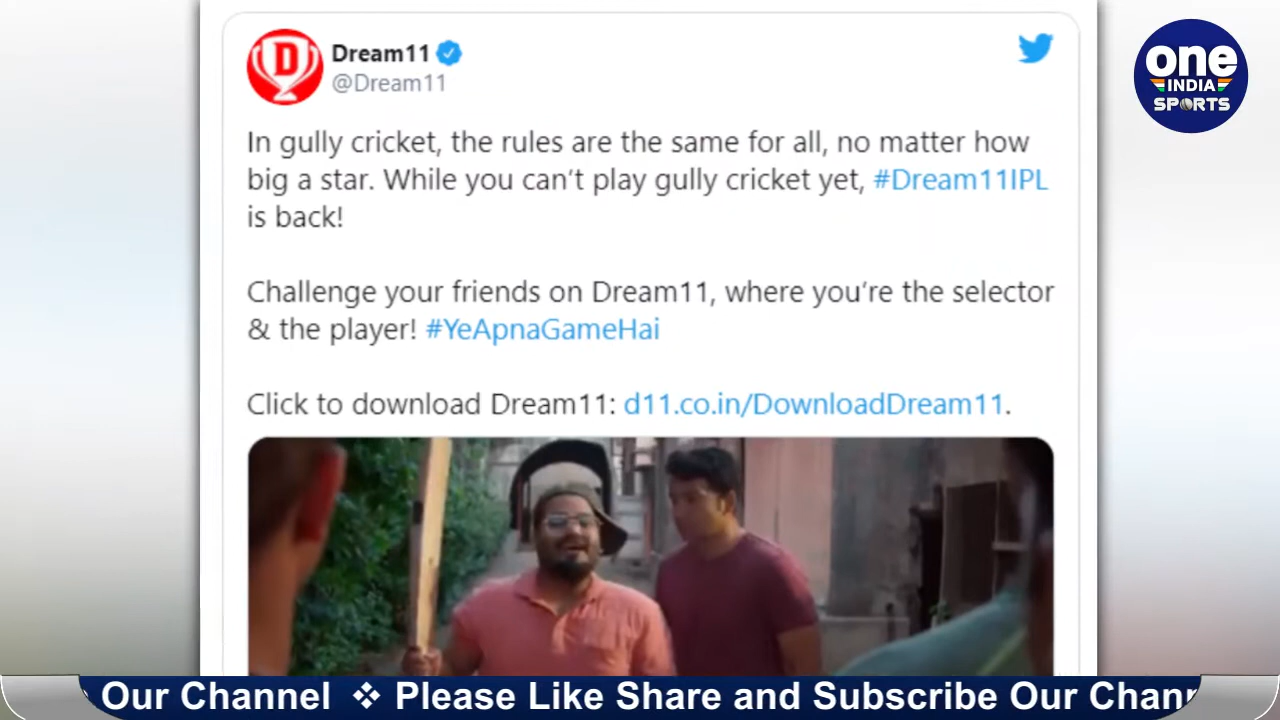 Dream11
@Dream11
one
INDIA
SPORTS
D
In gully cricket, the rules are the same for all, no matter how
big a star. While you can't play gully cricket yet, #Dream11IPL
is back!
Challenge your friends on Dream11, where you're the selector
& the player! #YeApnaGameHai
Click to download Dream11: d11.co.in/DownloadDream11.
Our Channel ❖ Please Like Share and Subscribe Our Chann